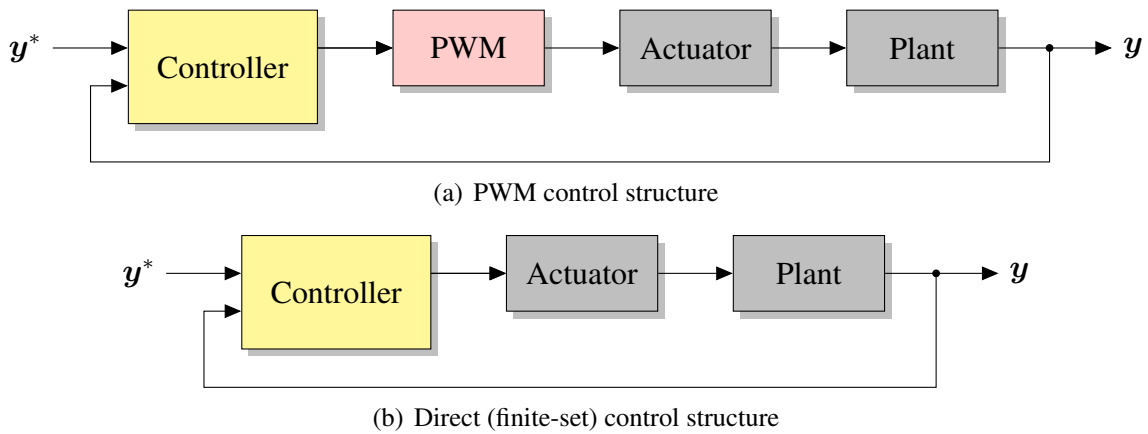 y* Controller PWM Actuator Plant y
(a) PWM control structure
y* Controller Actuator Plant y
(b) Direct (finite-set) control structure